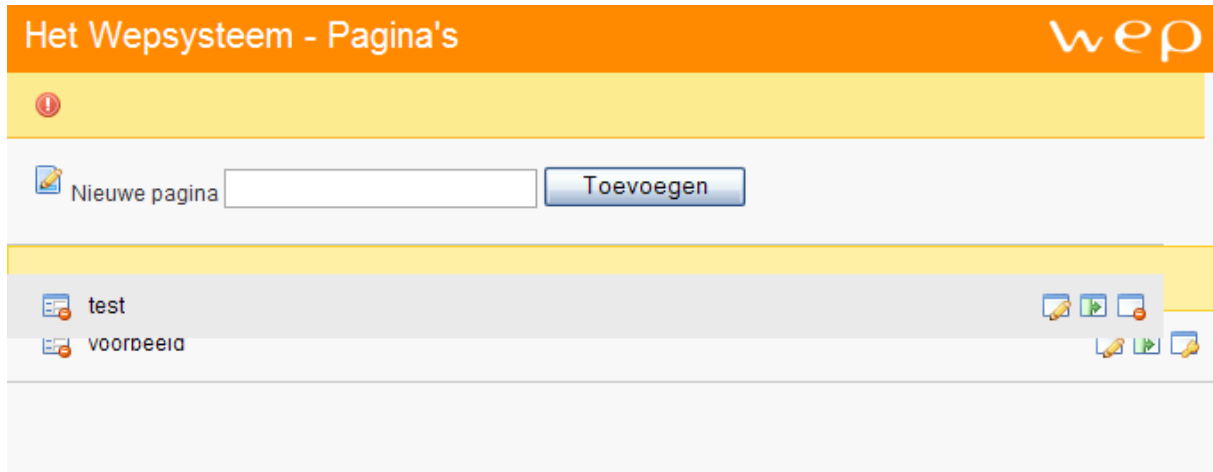 Het Wepsysteem - Pagina's
wep
Nieuwe pagina
Toevoegen
test
voorbeeld